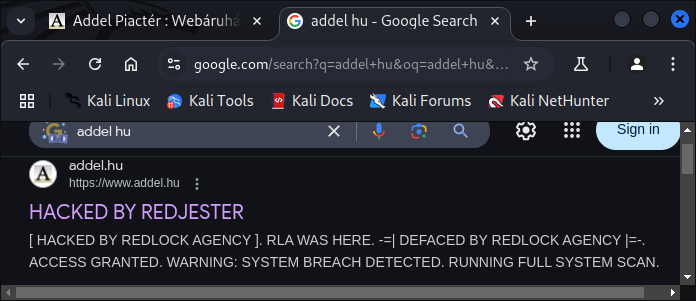 Addel Piactér : Webáruhá
addel hu - Google Search
google.com/search?q=addel+hu&oq=addel+hu&...
Kali Linux Kali Tools Kali Docs Kali Forums Kali NetHunter »
addel hu
Sign in
addel.hu
https://www.addel.hu
HACKED BY REDJESTER
[ HACKED BY REDLOCK AGENCY ]. RLA WAS HERE. -=| DEFACED BY REDLOCK AGENCY |=-.
ACCESS GRANTED. WARNING: SYSTEM BREACH DETECTED. RUNNING FULL SYSTEM SCAN.